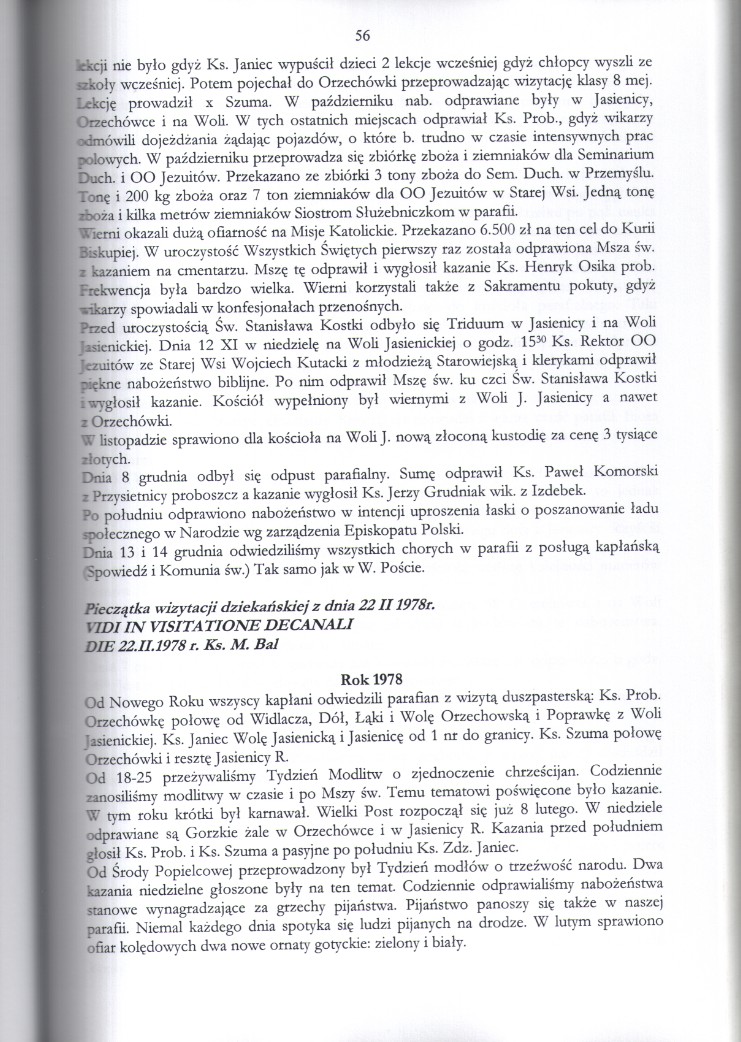 56
lekcji nie było gdyż Ks. Janiec wypuścił dzieci 2 lekcje wcześniej gdyż chłopcy wyszli ze
szkoły wcześniej. Potem pojechał do Orzechówki przeprowadzając wizytację klasy 8 mej.
Lekcję prowadził x Szuma. W październiku nab. odprawiane były w Jasienicy,
Orzechówce i na Woli. W tych ostatnich miejscach odprawiał Ks. Prob., gdyż wikarzy
odmówili dojeżdżania żądając pojazdów, o które b. trudno w czasie intensywnych prac
polowych. W październiku przeprowadza się zbiórkę zboża i ziemniaków dla Seminarium
Duch. i OO Jezuitów. Przekazano ze zbiórki 3 tony zboża do Sem. Duch. w Przemyślu.
Tonę i 200 kg zboża oraz 7 ton ziemniaków dla OO Jezuitów w Starej Wsi. Jedną tonę
zboża i kilka metrów ziemniaków Siostrom Służebniczkom w parafii.
Wierni okazali dużą ofiarność na Misje Katolickie. Przekazano 6.500 zł na ten cel do Kurii
Biskupiej. W uroczystość Wszystkich Świętych pierwszy raz została odprawiona Msza św.
z kazaniem na cmentarzu. Mszę tę odprawił i wygłosił kazanie Ks. Henryk Osika prob.
Frekwencja była bardzo wielka. Wierni korzystali także z Sakramentu pokuty, gdyż
wikarzy spowiadali w konfesjonałach przenośnych.
Przed uroczystością Św. Stanisława Kostki odbyło się Triduum w Jasienicy i na Woli
Jasienickiej. Dnia 12 XI w niedzielę na Woli Jasienickiej o godz. 15³⁰ Ks. Rektor OO
Jezuitów ze Starej Wsi Wojciech Kutacki z młodzieżą Starowiejską i klerykami odprawił
piękne nabożeństwo biblijne. Po nim odprawił Mszę św. ku czci Św. Stanisława Kostki
i wygłosił kazanie. Kościół wypełniony był wiernymi z Woli J. Jasienicy a nawet
z Orzechówki.
W listopadzie sprawiono dla kościoła na Woli J. nową złoconą kustodię za cenę 3 tysiące
złotych.
Dnia 8 grudnia odbył się odpust parafialny. Sumę odprawił Ks. Paweł Komorski
z Przysietnicy proboszcz a kazanie wygłosił Ks. Jerzy Grudniak wik. z Izdebek.
Po południu odprawiono nabożeństwo w intencji uproszenia łaski o poszanowanie ładu
społecznego w Narodzie wg zarządzenia Episkopatu Polski.
Dnia 13 i 14 grudnia odwiedziliśmy wszystkich chorych w parafii z posługą kapłańską
(Spowiedź i Komunia św.) Tak samo jak w W. Poście.
Pieczątka wizytacji dziekańskiej z dnia 22 II 1978r.
VIDI IN VISITATIONE DECANALI
DIE 22.II.1978 r. Ks. M. Bal
Rok 1978
Od Nowego Roku wszyscy kapłani odwiedzili parafian z wizytą duszpasterską: Ks. Prob.
Orzechówkę połowę od Widlacza, Dół, Łąki i Wolę Orzechowską i Poprawkę z Woli
Jasienickiej. Ks. Janiec Wolę Jasienicką i Jasienicę od 1 nr do granicy. Ks. Szuma połowę
Orzechówki i resztę Jasienicy R.
Od 18-25 przeżywaliśmy Tydzień Modlitw o zjednoczenie chrześcijan. Codziennie
zanosiliśmy modlitwy w czasie i po Mszy św. Temu tematowi poświęcone było kazanie.
W tym roku krótki był karnawał. Wielki Post rozpoczął się już 8 lutego. W niedziele
odprawiane są Gorzkie żale w Orzechówce i w Jasienicy R. Kazania przed południem
głosił Ks. Prob. i Ks. Szuma a pasyjne po południu Ks. Zdz. Janiec.
Od Środy Popielcowej przeprowadzony był Tydzień modłów o trzeźwość narodu. Dwa
kazania niedzielne głoszone były na ten temat. Codziennie odprawialiśmy nabożeństwa
stanowe wynagradzające za grzechy pijaństwa. Pijaństwo panoszy się także w naszej
parafii. Niemal każdego dnia spotyka się ludzi pijanych na drodze. W lutym sprawiono
ofiar kolędowych dwa nowe ornaty gotyckie: zielony i biały.